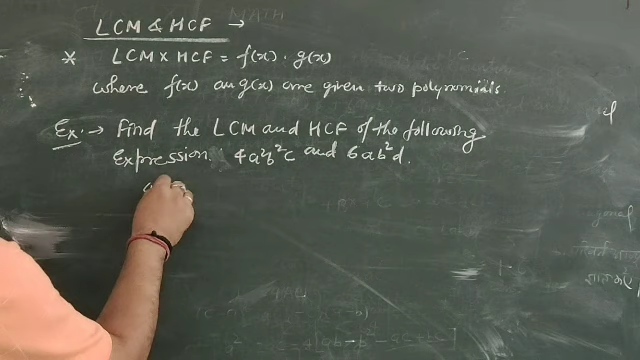 LCM & HCF →
* LCM X HCF = f(x) · g(x)
where f(x) an g(x) are given two polynomials
Ex. → Find the LCM and HCF of the following
Expression : 4a²b²c and 6ab²d.